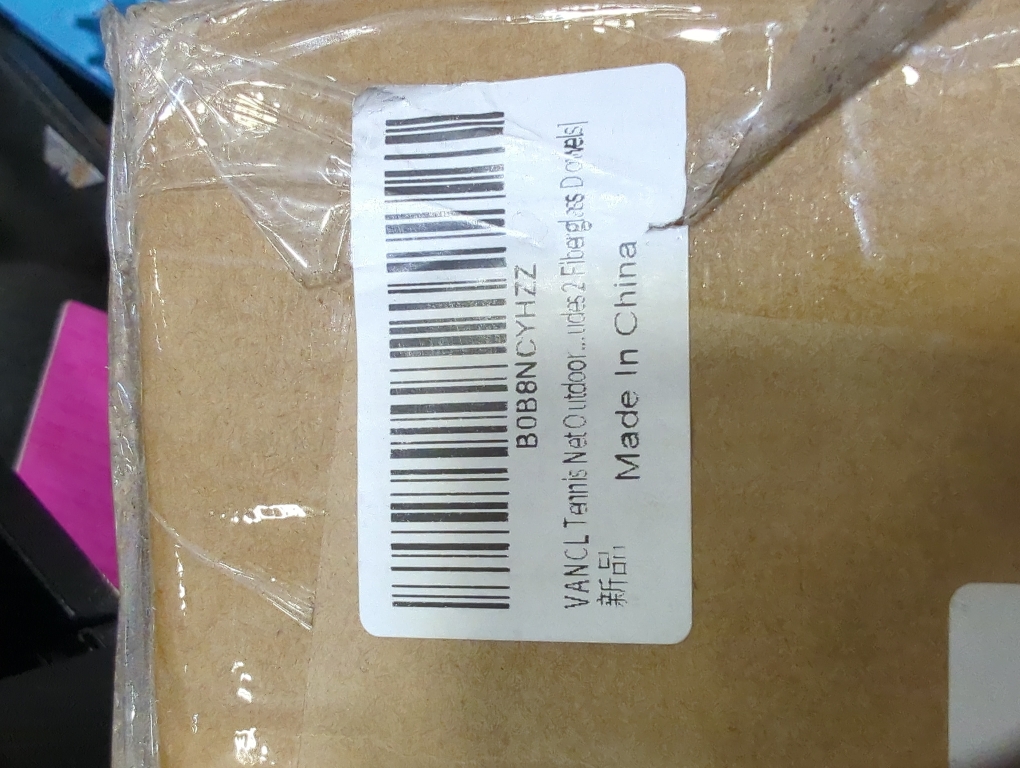 B0B8NCYHZZ
VANCL Tennis Net Outdoor...udes 2 Fiberglass Dowels|
新品
Made In China